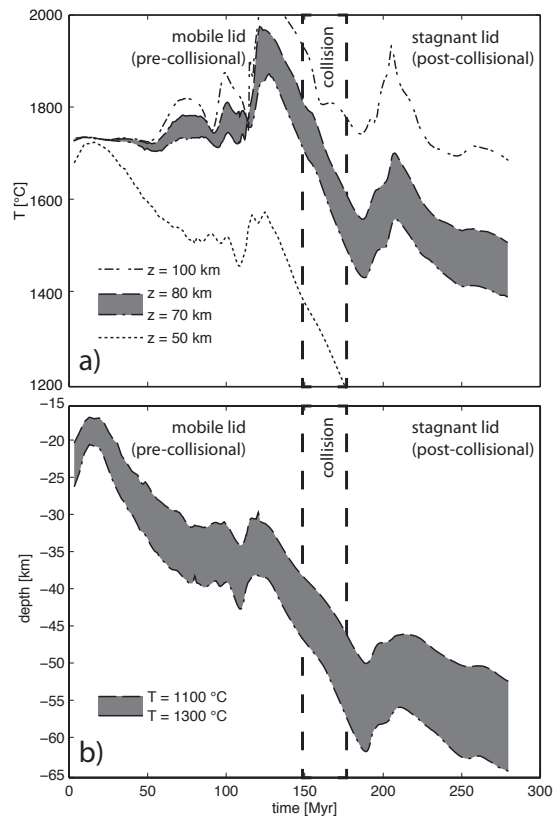 2000
1800
1600
1400
1200
T [°C]
mobile lid
(pre-collisional)
collision
stagnant lid
(post-collisional)
z = 100 km
z = 80 km
z = 70 km
z = 50 km
a)
−15
−20
−25
−30
−35
−40
−45
−50
−55
−60
−65
depth [km]
mobile lid
(pre-collisional)
collision
stagnant lid
(post-collisional)
T = 1100 °C
T = 1300 °C
b)
0 50 100 150 200 250 300
time [Myr]